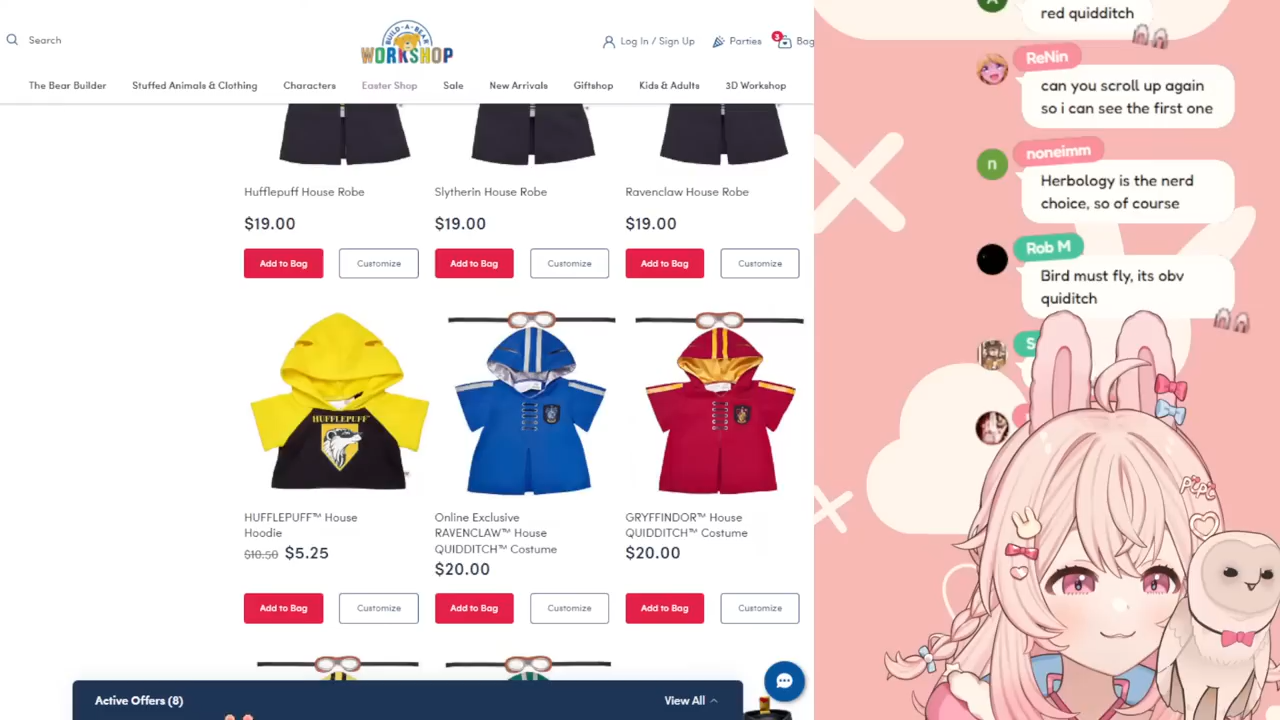 Search
BUILD-A-BEAR
WORKSHOP
Log In / Sign Up
Parties
3
Bag
The Bear Builder
Stuffed Animals & Clothing
Characters
Easter Shop
Sale
New Arrivals
Giftshop
Kids & Adults
3D Workshop
Hufflepuff House Robe
$19.00
Add to Bag
Customize
Slytherin House Robe
$19.00
Add to Bag
Customize
Ravenclaw House Robe
$19.00
Add to Bag
Customize
HUFFLEPUFF
HUFFLEPUFF™ House
Hoodie
$10.50 $5.25
Add to Bag
Customize
Online Exclusive
RAVENCLAW™ House
QUIDDITCH™ Costume
$20.00
Add to Bag
Customize
GRYFFINDOR™ House
QUIDDITCH™ Costume
$20.00
Add to Bag
Customize
Active Offers (8)
View All
red quidditch
ReNin
can you scroll up again
so i can see the first one
n
noneimm
Herbology is the nerd
choice, so of course
Rob M
Bird must fly, its obv
quiditch
PiPi